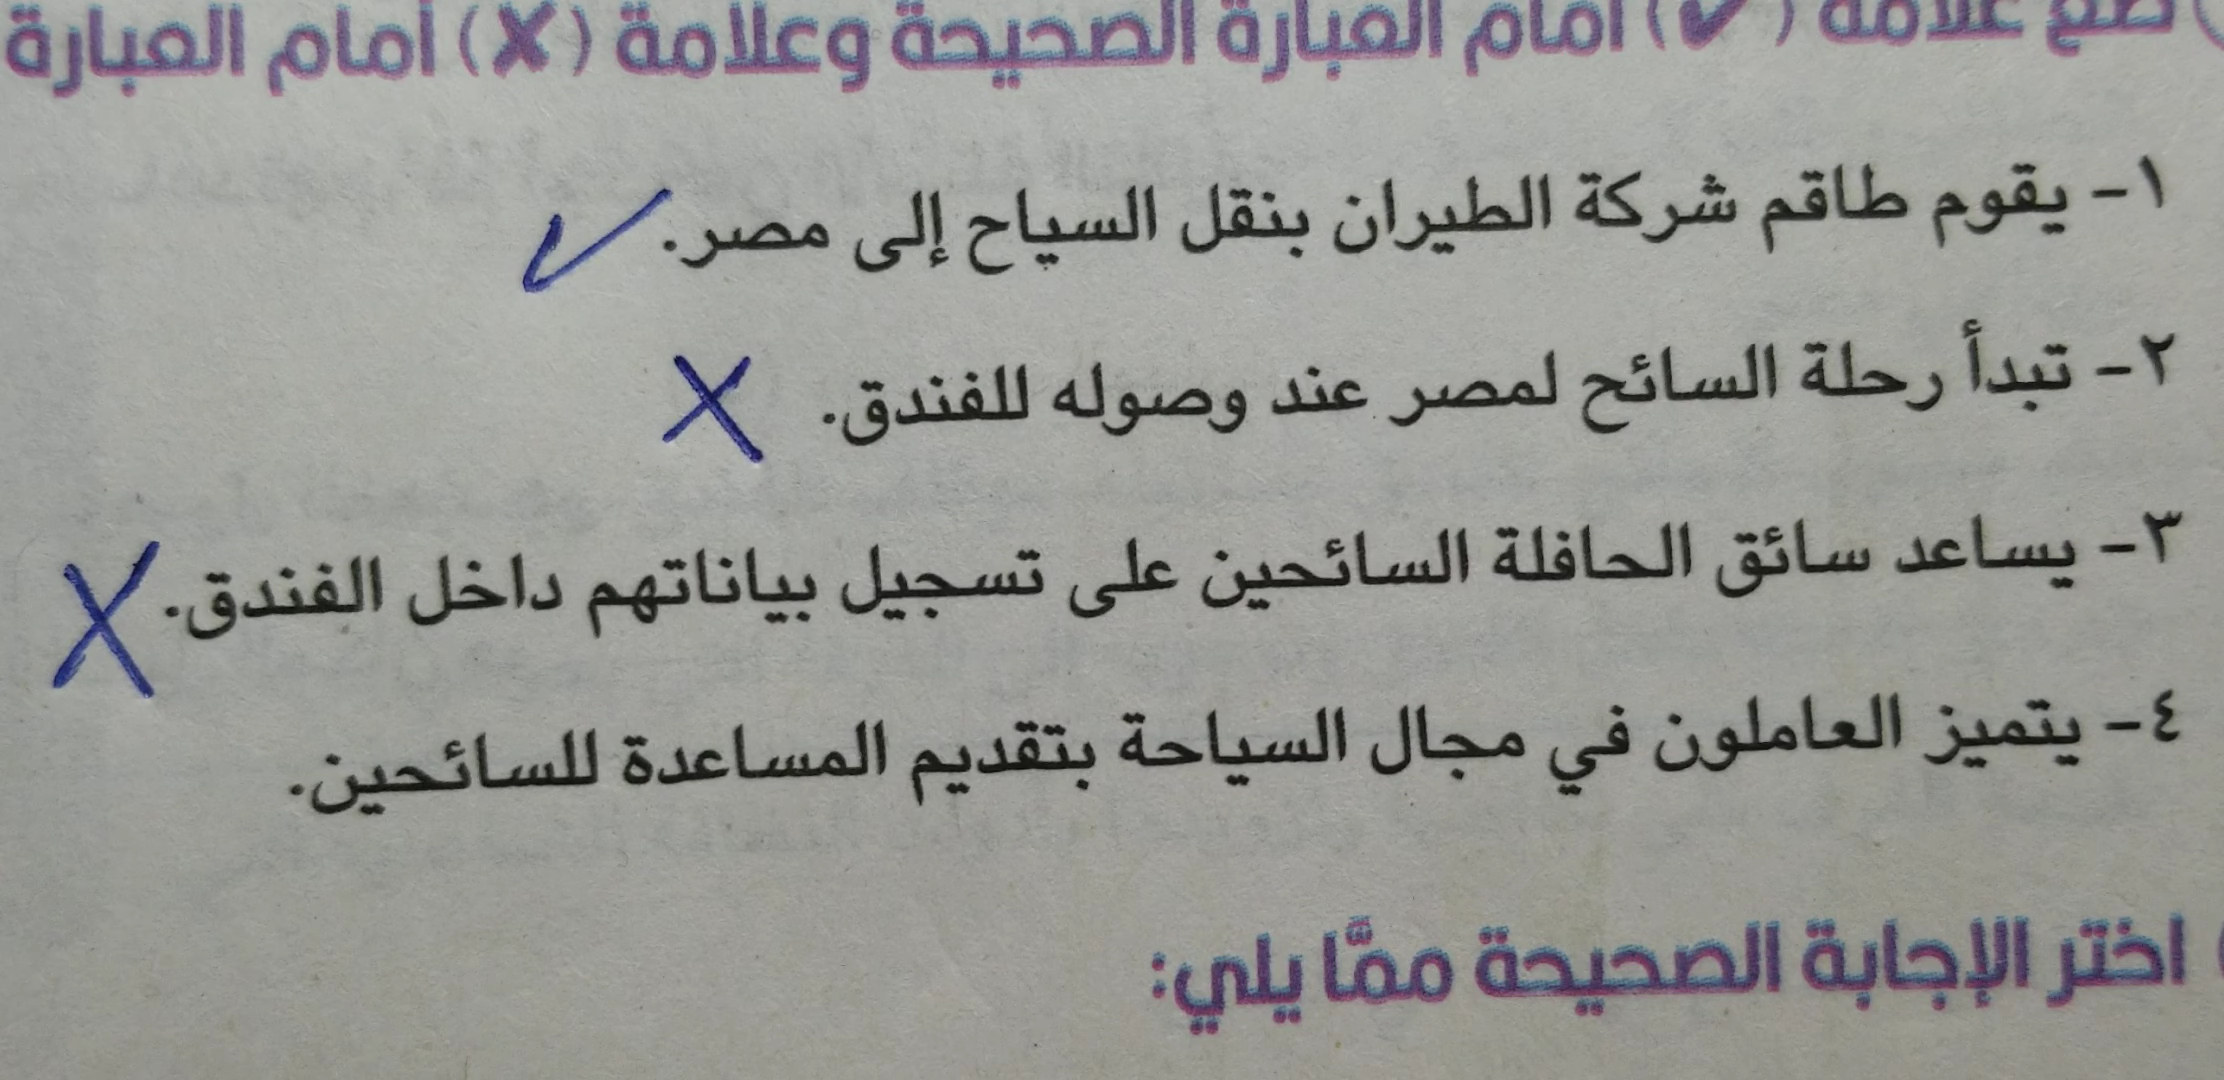 ضع علامة (✓) أمام العبارة الصحيحة وعلامة (✗) أمام العبارة
١- يقوم طاقم شركة الطيران بنقل السياح إلى مصر. ✓
٢- تبدأ رحلة السائح لمصر عند وصوله للفندق. ✗
٣- يساعد سائق الحافلة السائحين على تسجيل بياناتهم داخل الفندق. ✗
٤- يتميز العاملون في مجال السياحة بتقديم المساعدة للسائحين.
اختر الإجابة الصحيحة ممَّا يلي: